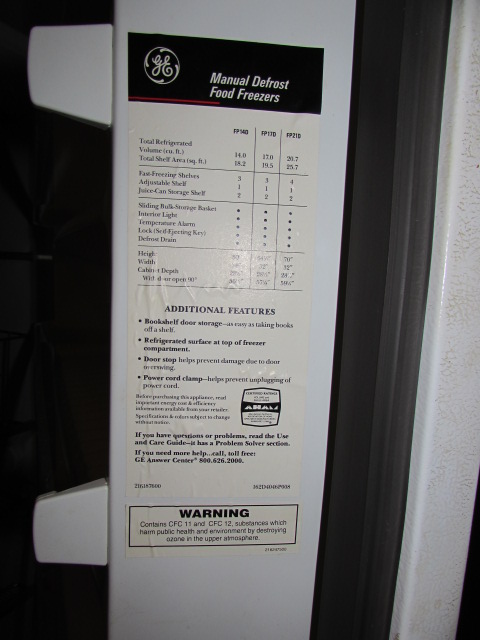 GE
Manual Defrost
Food Freezers
FP14D FP17D FP21D
Total Refrigerated
Volume (cu. ft.) 14.0 17.0 20.7
Total Shelf Area (sq. ft.) 18.2 19.5 25.7
Fast-Freezing Shelves 3 3 4
Adjustable Shelf 1 1 1
Juice-Can Storage Shelf 2 2 2
Sliding Bulk-Storage Basket • • •
Interior Light • • •
Temperature Alarm • • •
Lock (Self-Ejecting Key) • • •
Defrost Drain • • •
Height 70"
Width 32"
Cabinet Depth
With door open 90°
ADDITIONAL FEATURES
• Bookshelf door storage—as easy as taking books
off a shelf.
• Refrigerated surface at top of freezer
compartment.
• Door stop helps prevent damage due to door
overswing.
• Power cord clamp—helps prevent unplugging of
power cord.
Before purchasing this appliance, read
important energy cost & efficiency
information available from your retailer.
Specifications & colors subject to change
without notice.
AHAM
If you have questions or problems, read the Use
and Care Guide—it has a Problem Solver section.
If you need more help...call, toll free:
GE Answer Center® 800.626.2000.
WARNING
Contains CFC 11 and CFC 12, substances which
harm public health and environment by destroying
ozone in the upper atmosphere.